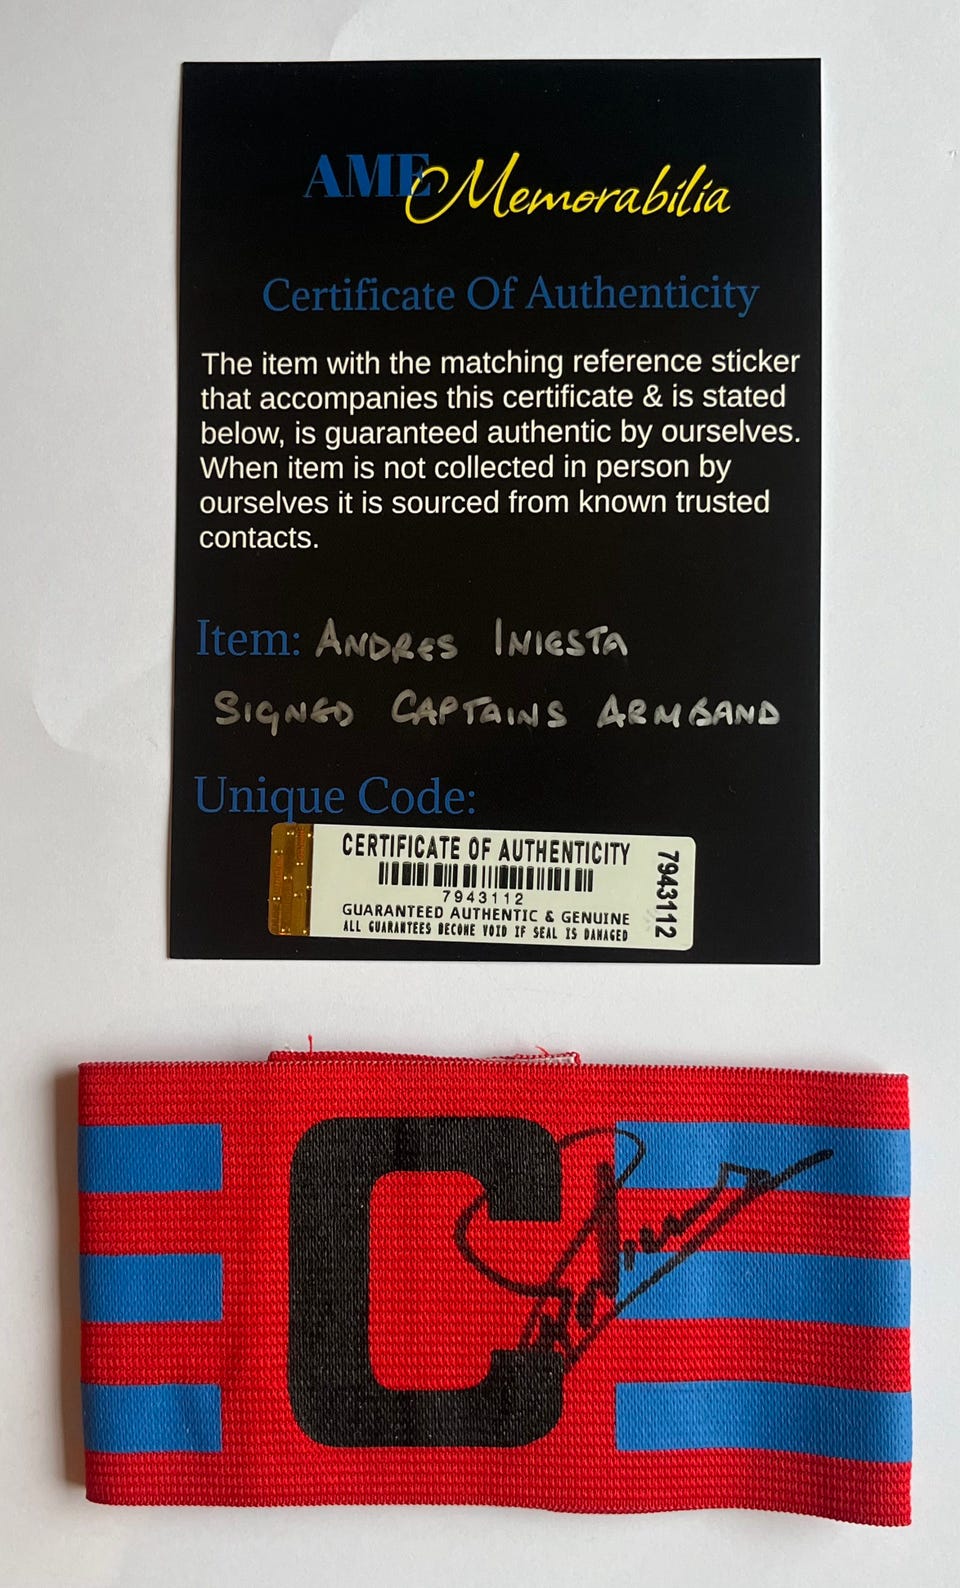 AME Memorabilia
Certificate Of Authenticity
The item with the matching reference sticker
that accompanies this certificate & is stated
below, is guaranteed authentic by ourselves.
When item is not collected in person by
ourselves it is sourced from known trusted
contacts.
Item: ANDRES INIESTA
SIGNED CAPTAINS ARMBAND
Unique Code:
CERTIFICATE OF AUTHENTICITY
7943112
GUARANTEED AUTHENTIC & GENUINE
ALL GUARANTEES BECOME VOID IF SEAL IS DAMAGED
7943112
C